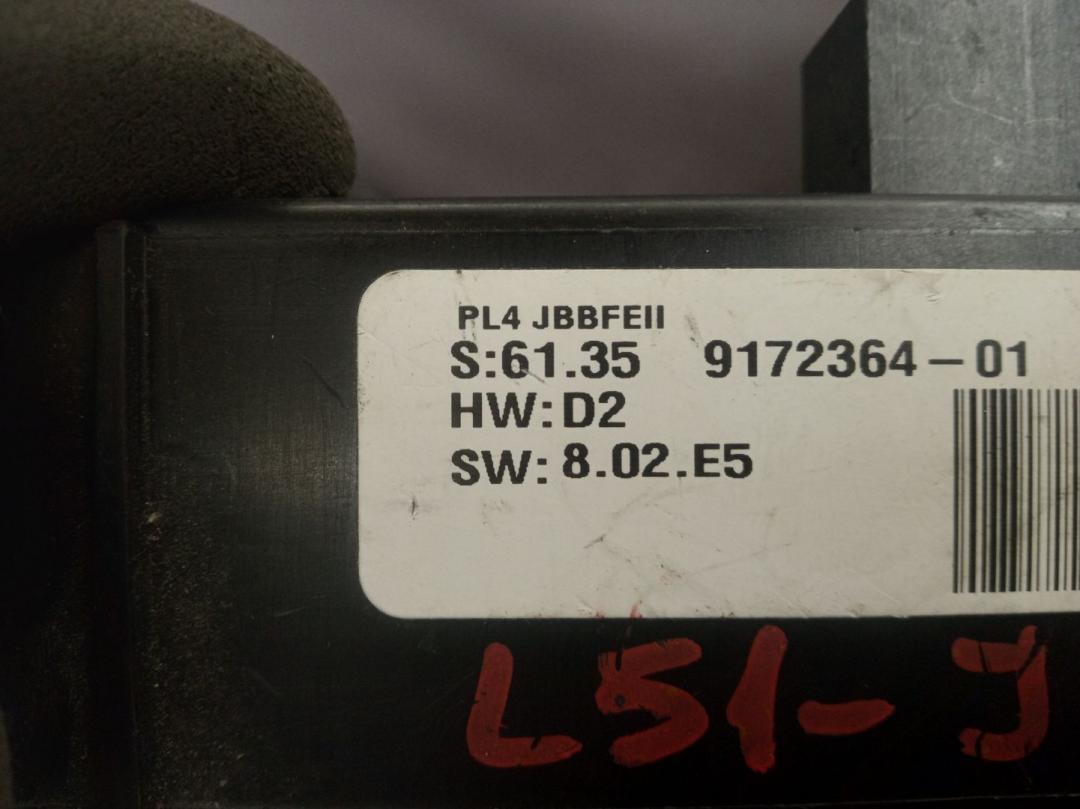 PL4 JBBFEII
S:61.35 9172364-01
HW:D2
SW: 8.02.E5
L51-J